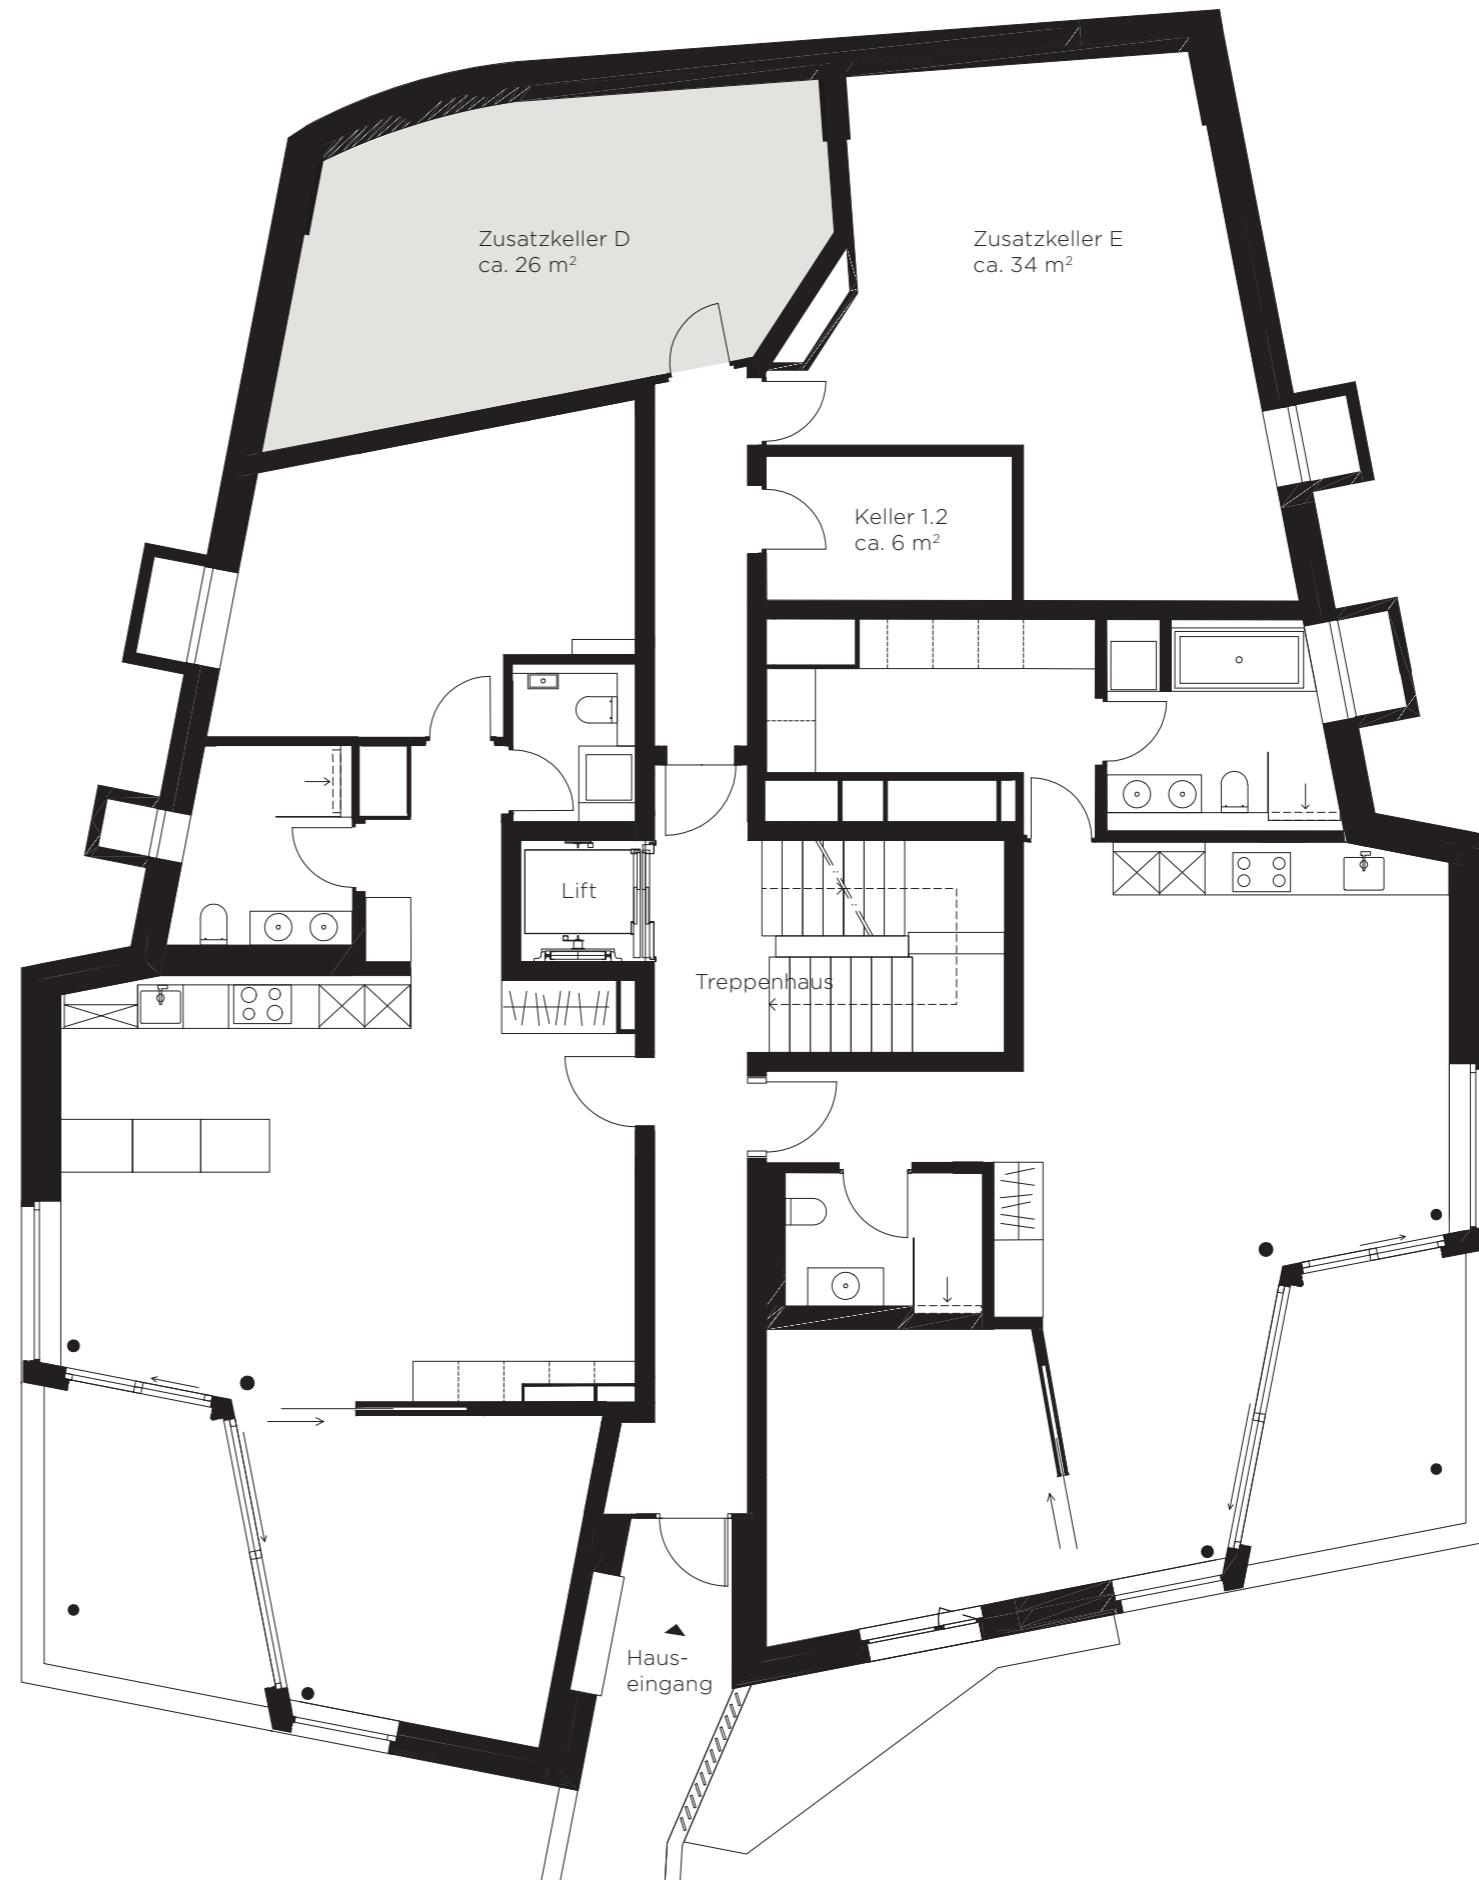 Zusatzkeller D
ca. 26 m²
Zusatzkeller E
ca. 34 m²
Keller 1.2
ca. 6 m²
Lift
Treppenhaus
Haus-
eingang